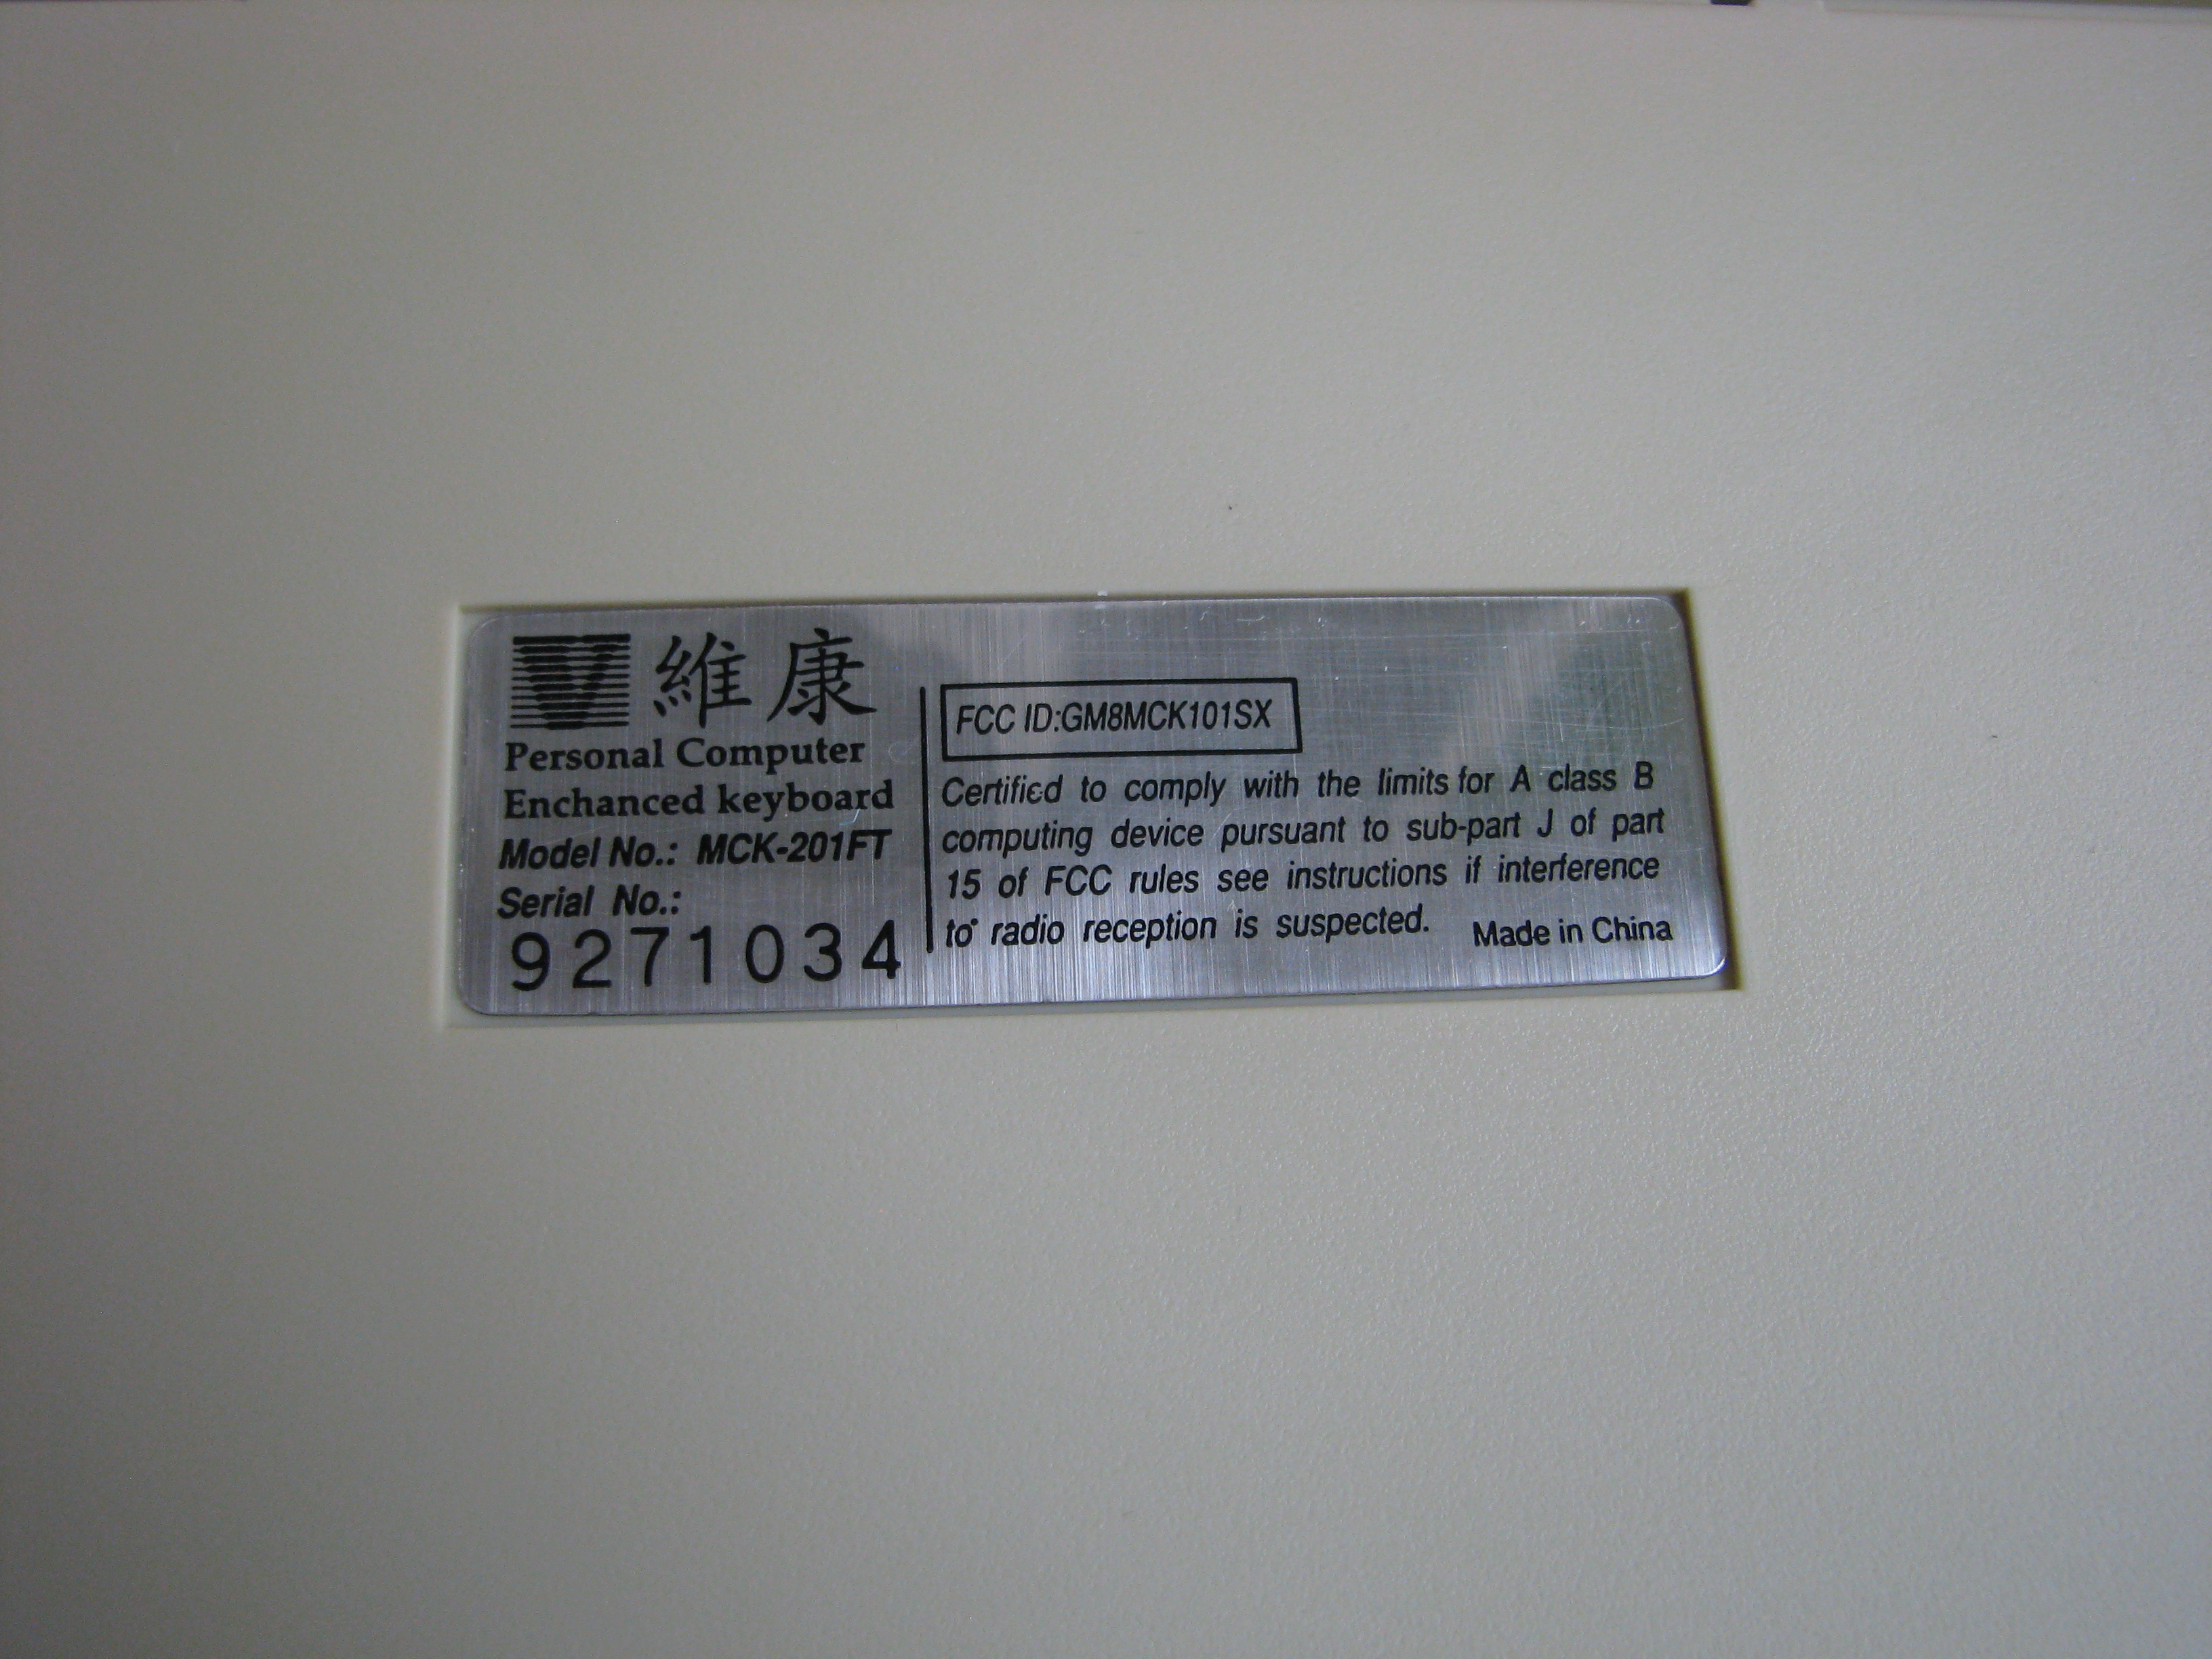 維康
Personal Computer
Enchanced keyboard
Model No.: MCK-201FT
Serial No.:
9271034
FCC ID:GM8MCK101SX
Certified to comply with the limits for A class B
computing device pursuant to sub-part J of part
15 of FCC rules see instructions if interference
to radio reception is suspected.
Made in China